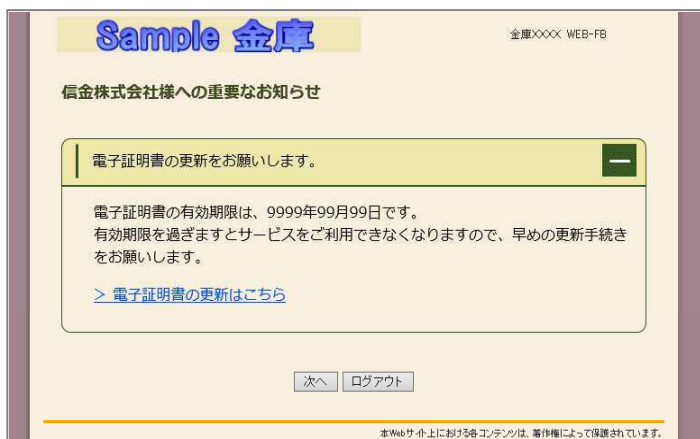 Sample 金庫
金庫XXXX WEB-FB
信金株式会社様への重要なお知らせ
電子証明書の更新をお願いします。
電子証明書の有効期限は、9999年99月99日です。
有効期限を過ぎますとサービスをご利用できなくなりますので、早めの更新手続き
をお願いします。
＞ 電子証明書の更新はこちら
次へ ログアウト
本Webサイト上における各コンテンツは、著作権によって保護されています。